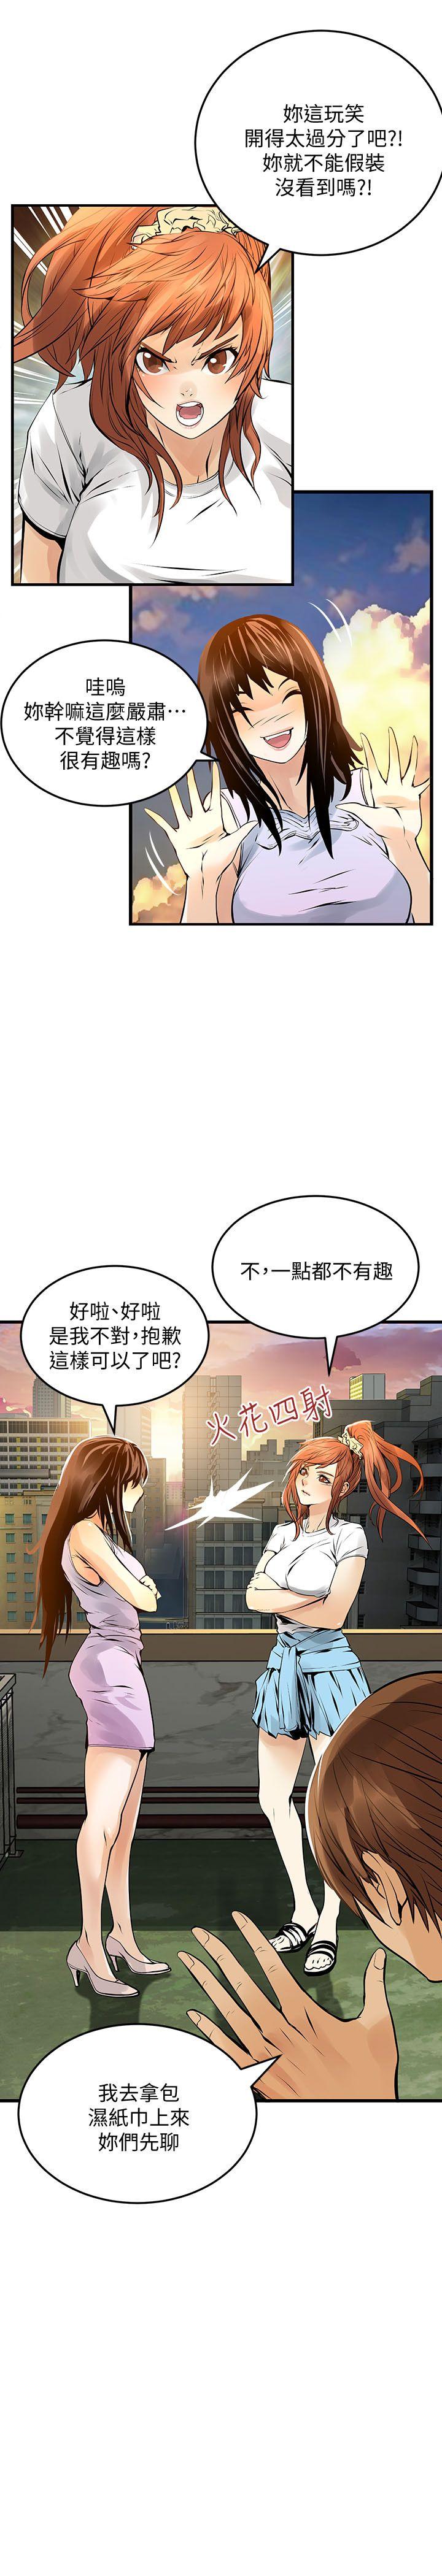 妳這玩笑
開得太過分了吧?!
妳就不能假裝
沒看到嗎?!
哇嗚
妳幹嘛這麼嚴肅…
不覺得這樣
很有趣嗎?
不,一點都不有趣
好啦、好啦
是我不對,抱歉
這樣可以了吧?
火花四射
我去拿包
濕紙巾上來
妳們先聊